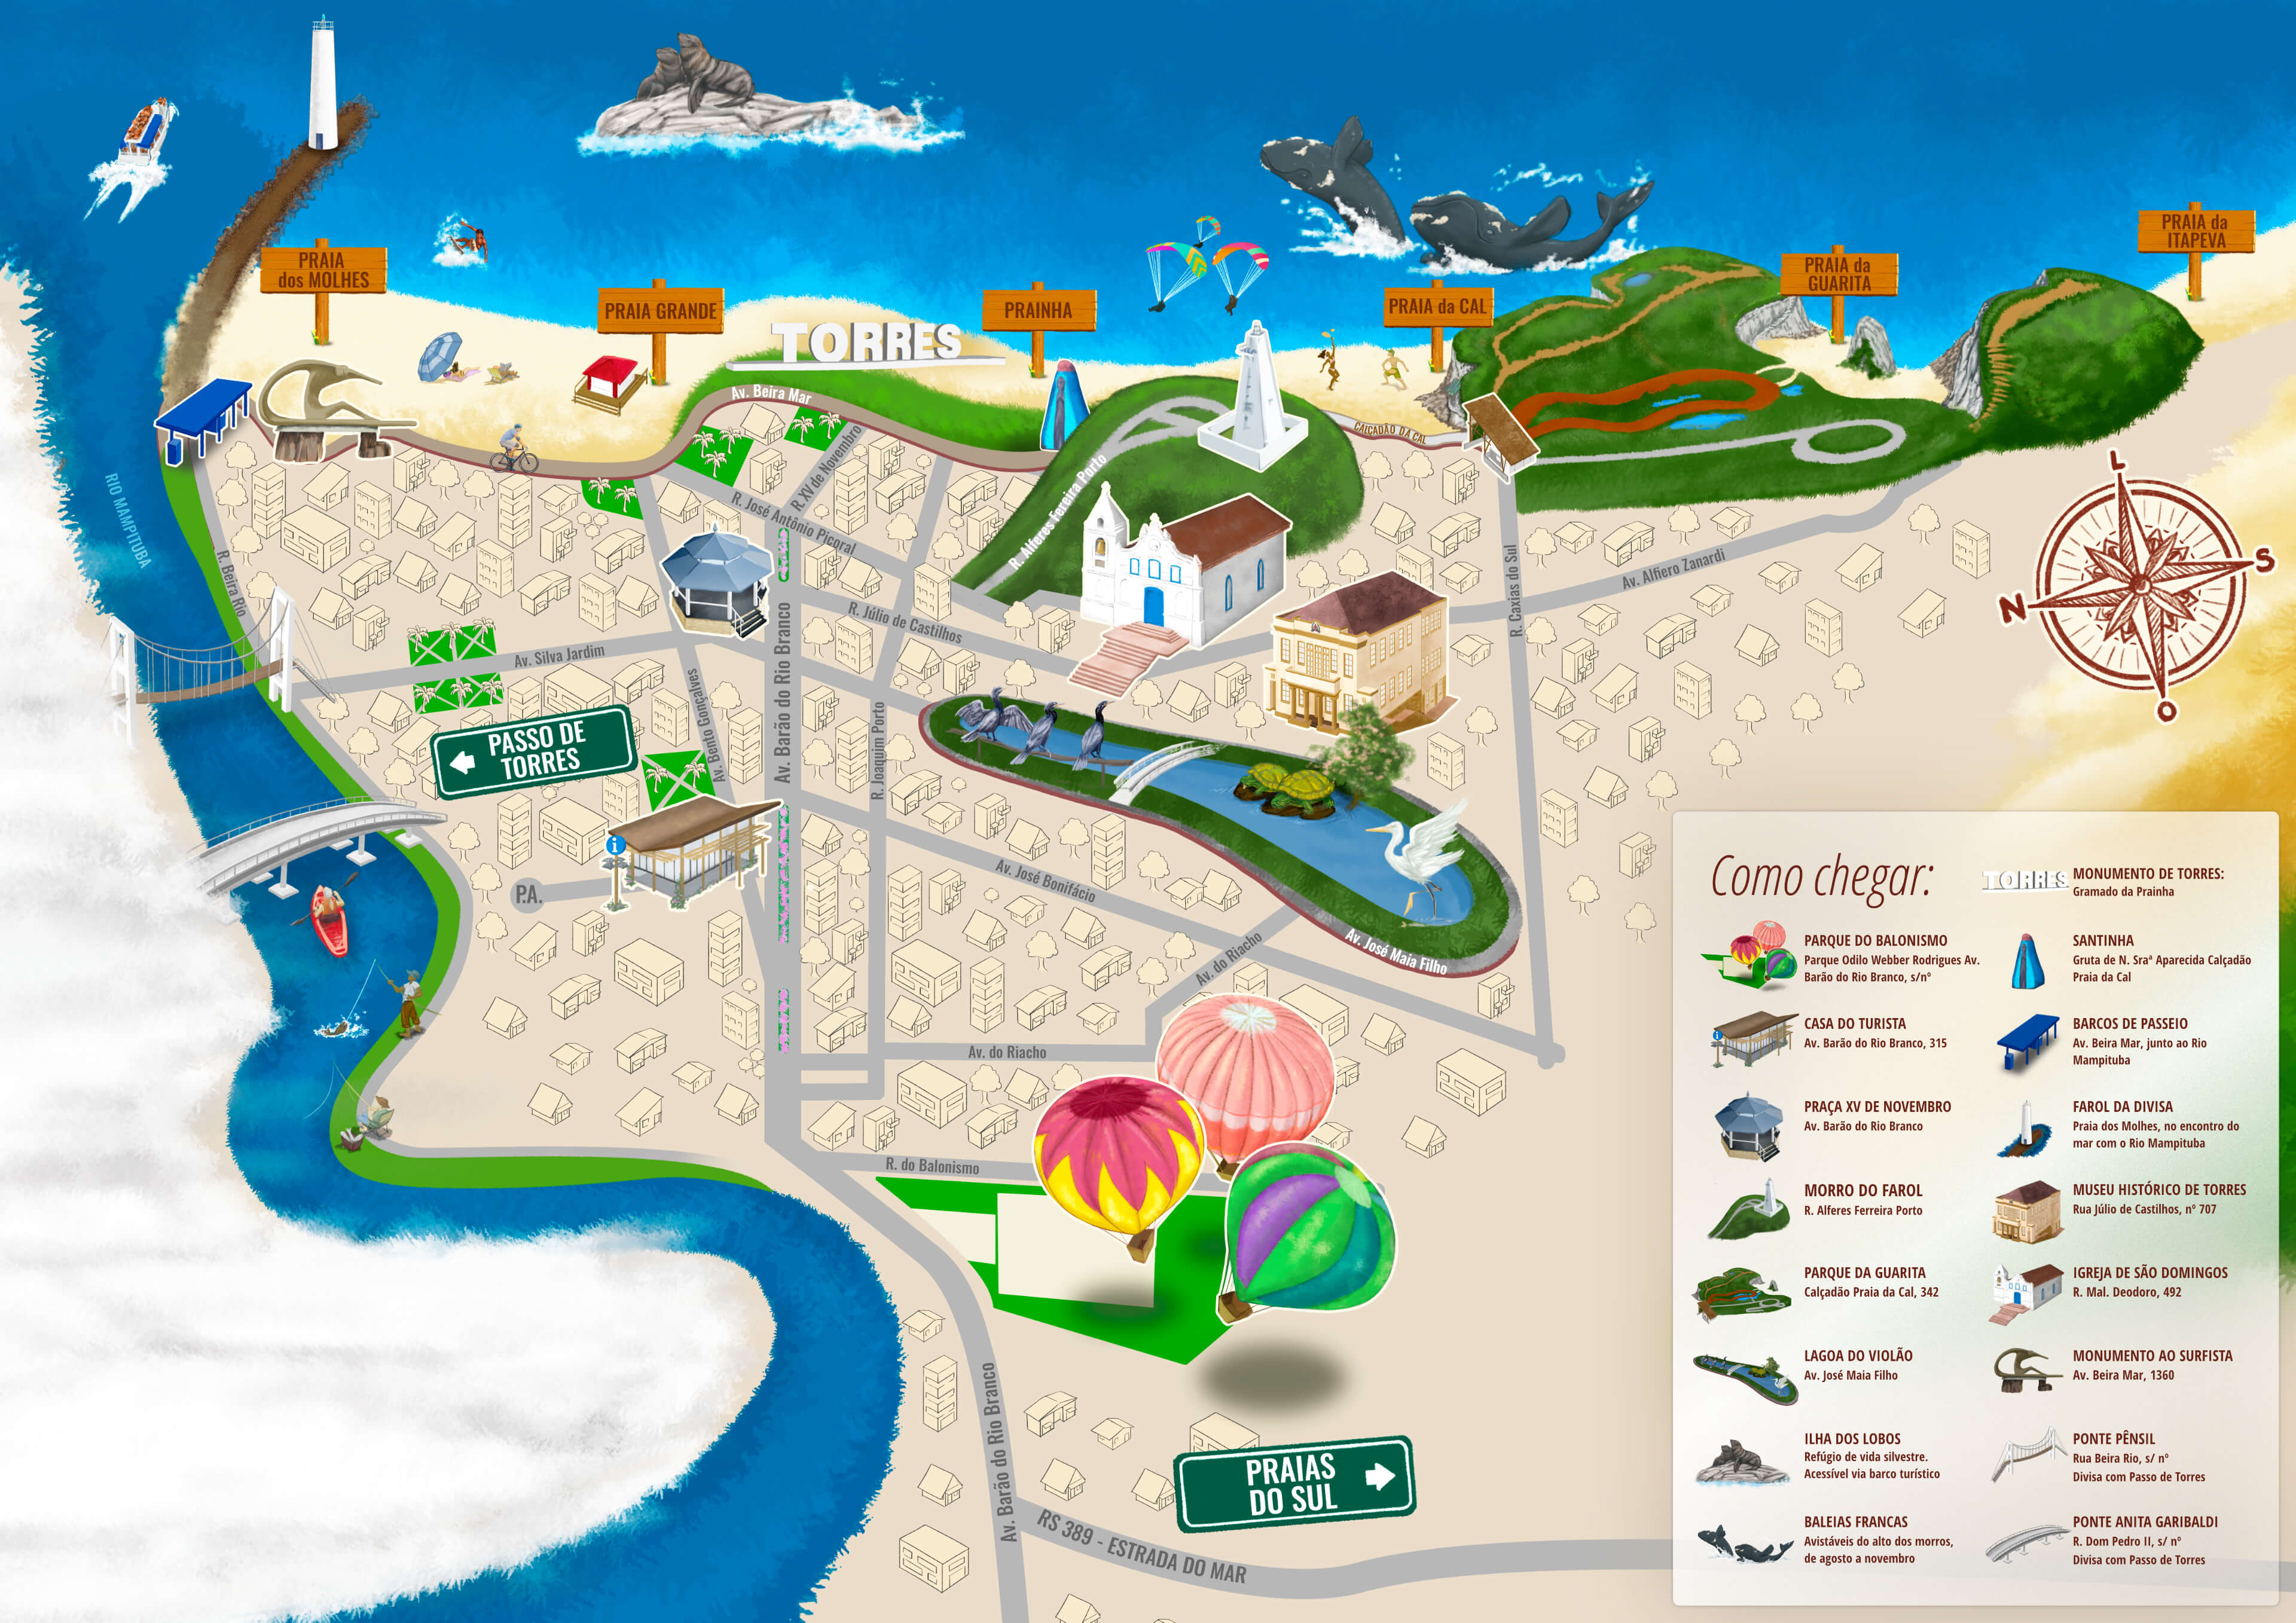 PRAIA
dos MOLHES
PRAIA GRANDE
TORRES
PRAINHA
PRAIA da CAL
PRAIA da
GUARITA
PRAIA da
ITAPEVA
Av. Beira Mar
CALÇADÃO DA CAL
RIO MAMPITUBA
R. Beira Rio
R. XV de Novembro
R. José Antônio Picoral
R. Alferes Ferreira Porto
R. Júlio de Castilhos
Av. Silva Jardim
Av. Bento Gonçalves
Av. Barão do Rio Branco
R. Joaquim Porto
R. Caxias do Sul
Av. Alfiero Zanardi
L
S
N
O
PASSO DE
TORRES
i
P.A.
Av. José Bonifácio
Av. José Maia Filho
Av. do Riacho
Av. do Riacho
R. do Balonismo
Av. Barão do Rio Branco
PRAIAS
DO SUL
RS 389 - ESTRADA DO MAR
Como chegar:
PARQUE DO BALONISMO
Parque Odilo Webber Rodrigues Av.
Barão do Rio Branco, s/nº
CASA DO TURISTA
Av. Barão do Rio Branco, 315
PRAÇA XV DE NOVEMBRO
Av. Barão do Rio Branco
MORRO DO FAROL
R. Alferes Ferreira Porto
PARQUE DA GUARITA
Calçadão Praia da Cal, 342
LAGOA DO VIOLÃO
Av. José Maia Filho
ILHA DOS LOBOS
Refúgio de vida silvestre.
Acessível via barco turístico
BALEIAS FRANCAS
Avistáveis do alto dos morros,
de agosto a novembro
TORRES
MONUMENTO DE TORRES:
Gramado da Prainha
SANTINHA
Gruta de N. Sraª Aparecida Calçadão
Praia da Cal
BARCOS DE PASSEIO
Av. Beira Mar, junto ao Rio
Mampituba
FAROL DA DIVISA
Praia dos Molhes, no encontro do
mar com o Rio Mampituba
MUSEU HISTÓRICO DE TORRES
Rua Júlio de Castilhos, nº 707
IGREJA DE SÃO DOMINGOS
R. Mal. Deodoro, 492
MONUMENTO AO SURFISTA
Av. Beira Mar, 1360
PONTE PÊNSIL
Rua Beira Rio, s/ nº
Divisa com Passo de Torres
PONTE ANITA GARIBALDI
R. Dom Pedro II, s/ nº
Divisa com Passo de Torres